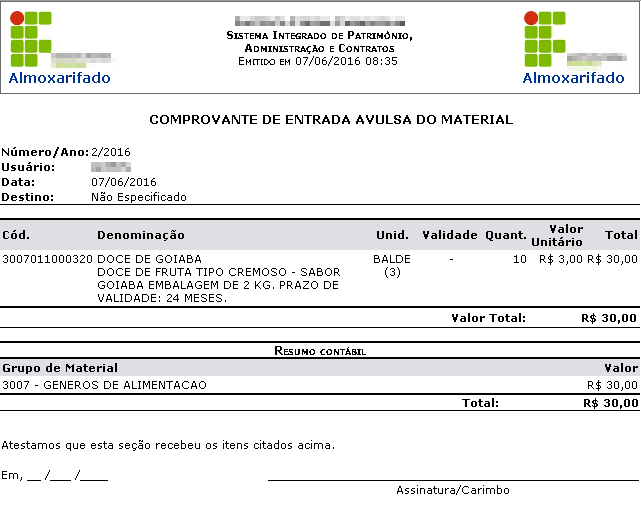 Sistema Integrado de Patrimônio,
Administração e Contratos
Emitido em 07/06/2016 08:35
Almoxarifado
Almoxarifado
COMPROVANTE DE ENTRADA AVULSA DO MATERIAL
Número/Ano: 2/2016
Usuário:
Data: 07/06/2016
Destino: Não Especificado
Cód. Denominação Unid. Validade Quant. Valor Unitário Total
3007011000320 DOCE DE GOIABA BALDE - 10 R$ 3,00 R$ 30,00
DOCE DE FRUTA TIPO CREMOSO - SABOR (3)
GOIABA EMBALAGEM DE 2 KG. PRAZO DE
VALIDADE: 24 MESES.
Valor Total: R$ 30,00
Resumo contábil
Grupo de Material Valor
3007 - GENEROS DE ALIMENTACAO R$ 30,00
Total: R$ 30,00
Atestamos que esta seção recebeu os itens citados acima.
Em, __ /___ /____
Assinatura/Carimbo